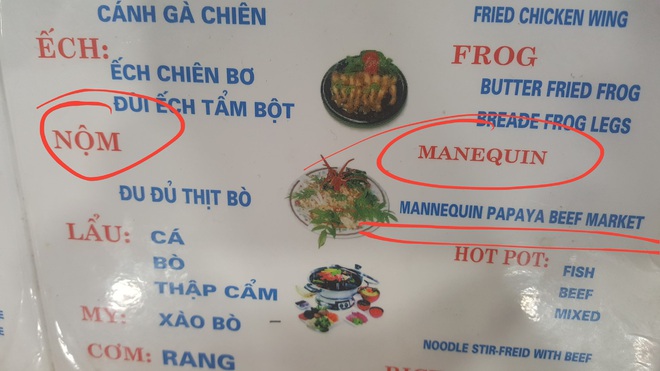 CÁNH GÀ CHIÊN
FRIED CHICKEN WING
ẾCH:
FROG
ẾCH CHIÊN BƠ
BUTTER FRIED FROG
ĐÙI ẾCH TẨM BỘT
BREADE FROG LEGS
NỘM
MANEQUIN
ĐU ĐỦ THỊT BÒ
MANNEQUIN PAPAYA BEEF MARKET
LẨU: CÁ
HOT POT: FISH
BÒ
BEEF
THẬP CẨM
MIXED
MỲ: XÀO BÒ
NOODLE STIR-FREID WITH BEEF
CƠM: RANG